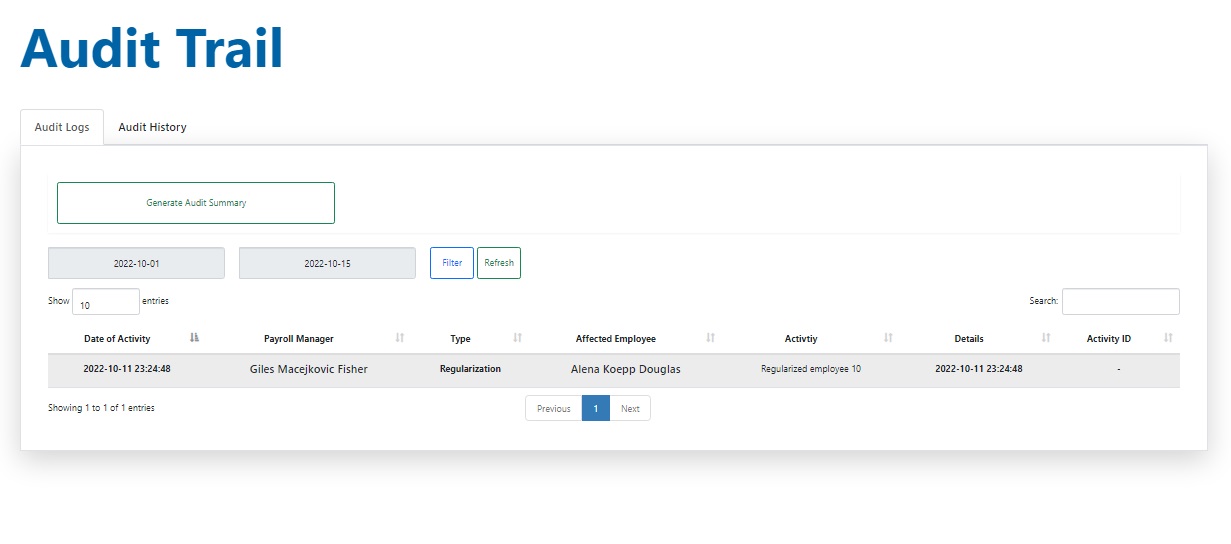 Audit Trail
Audit Logs Audit History
Generate Audit Summary
2022-10-01 2022-10-15 Filter Refresh
Show 10 entries Search:
Date of Activity Payroll Manager Type Affected Employee Activtiy Details Activity ID
2022-10-11 23:24:48 Giles Macejkovic Fisher Regularization Alena Koepp Douglas Regularized employee 10 2022-10-11 23:24:48 -
Showing 1 to 1 of 1 entries Previous 1 Next